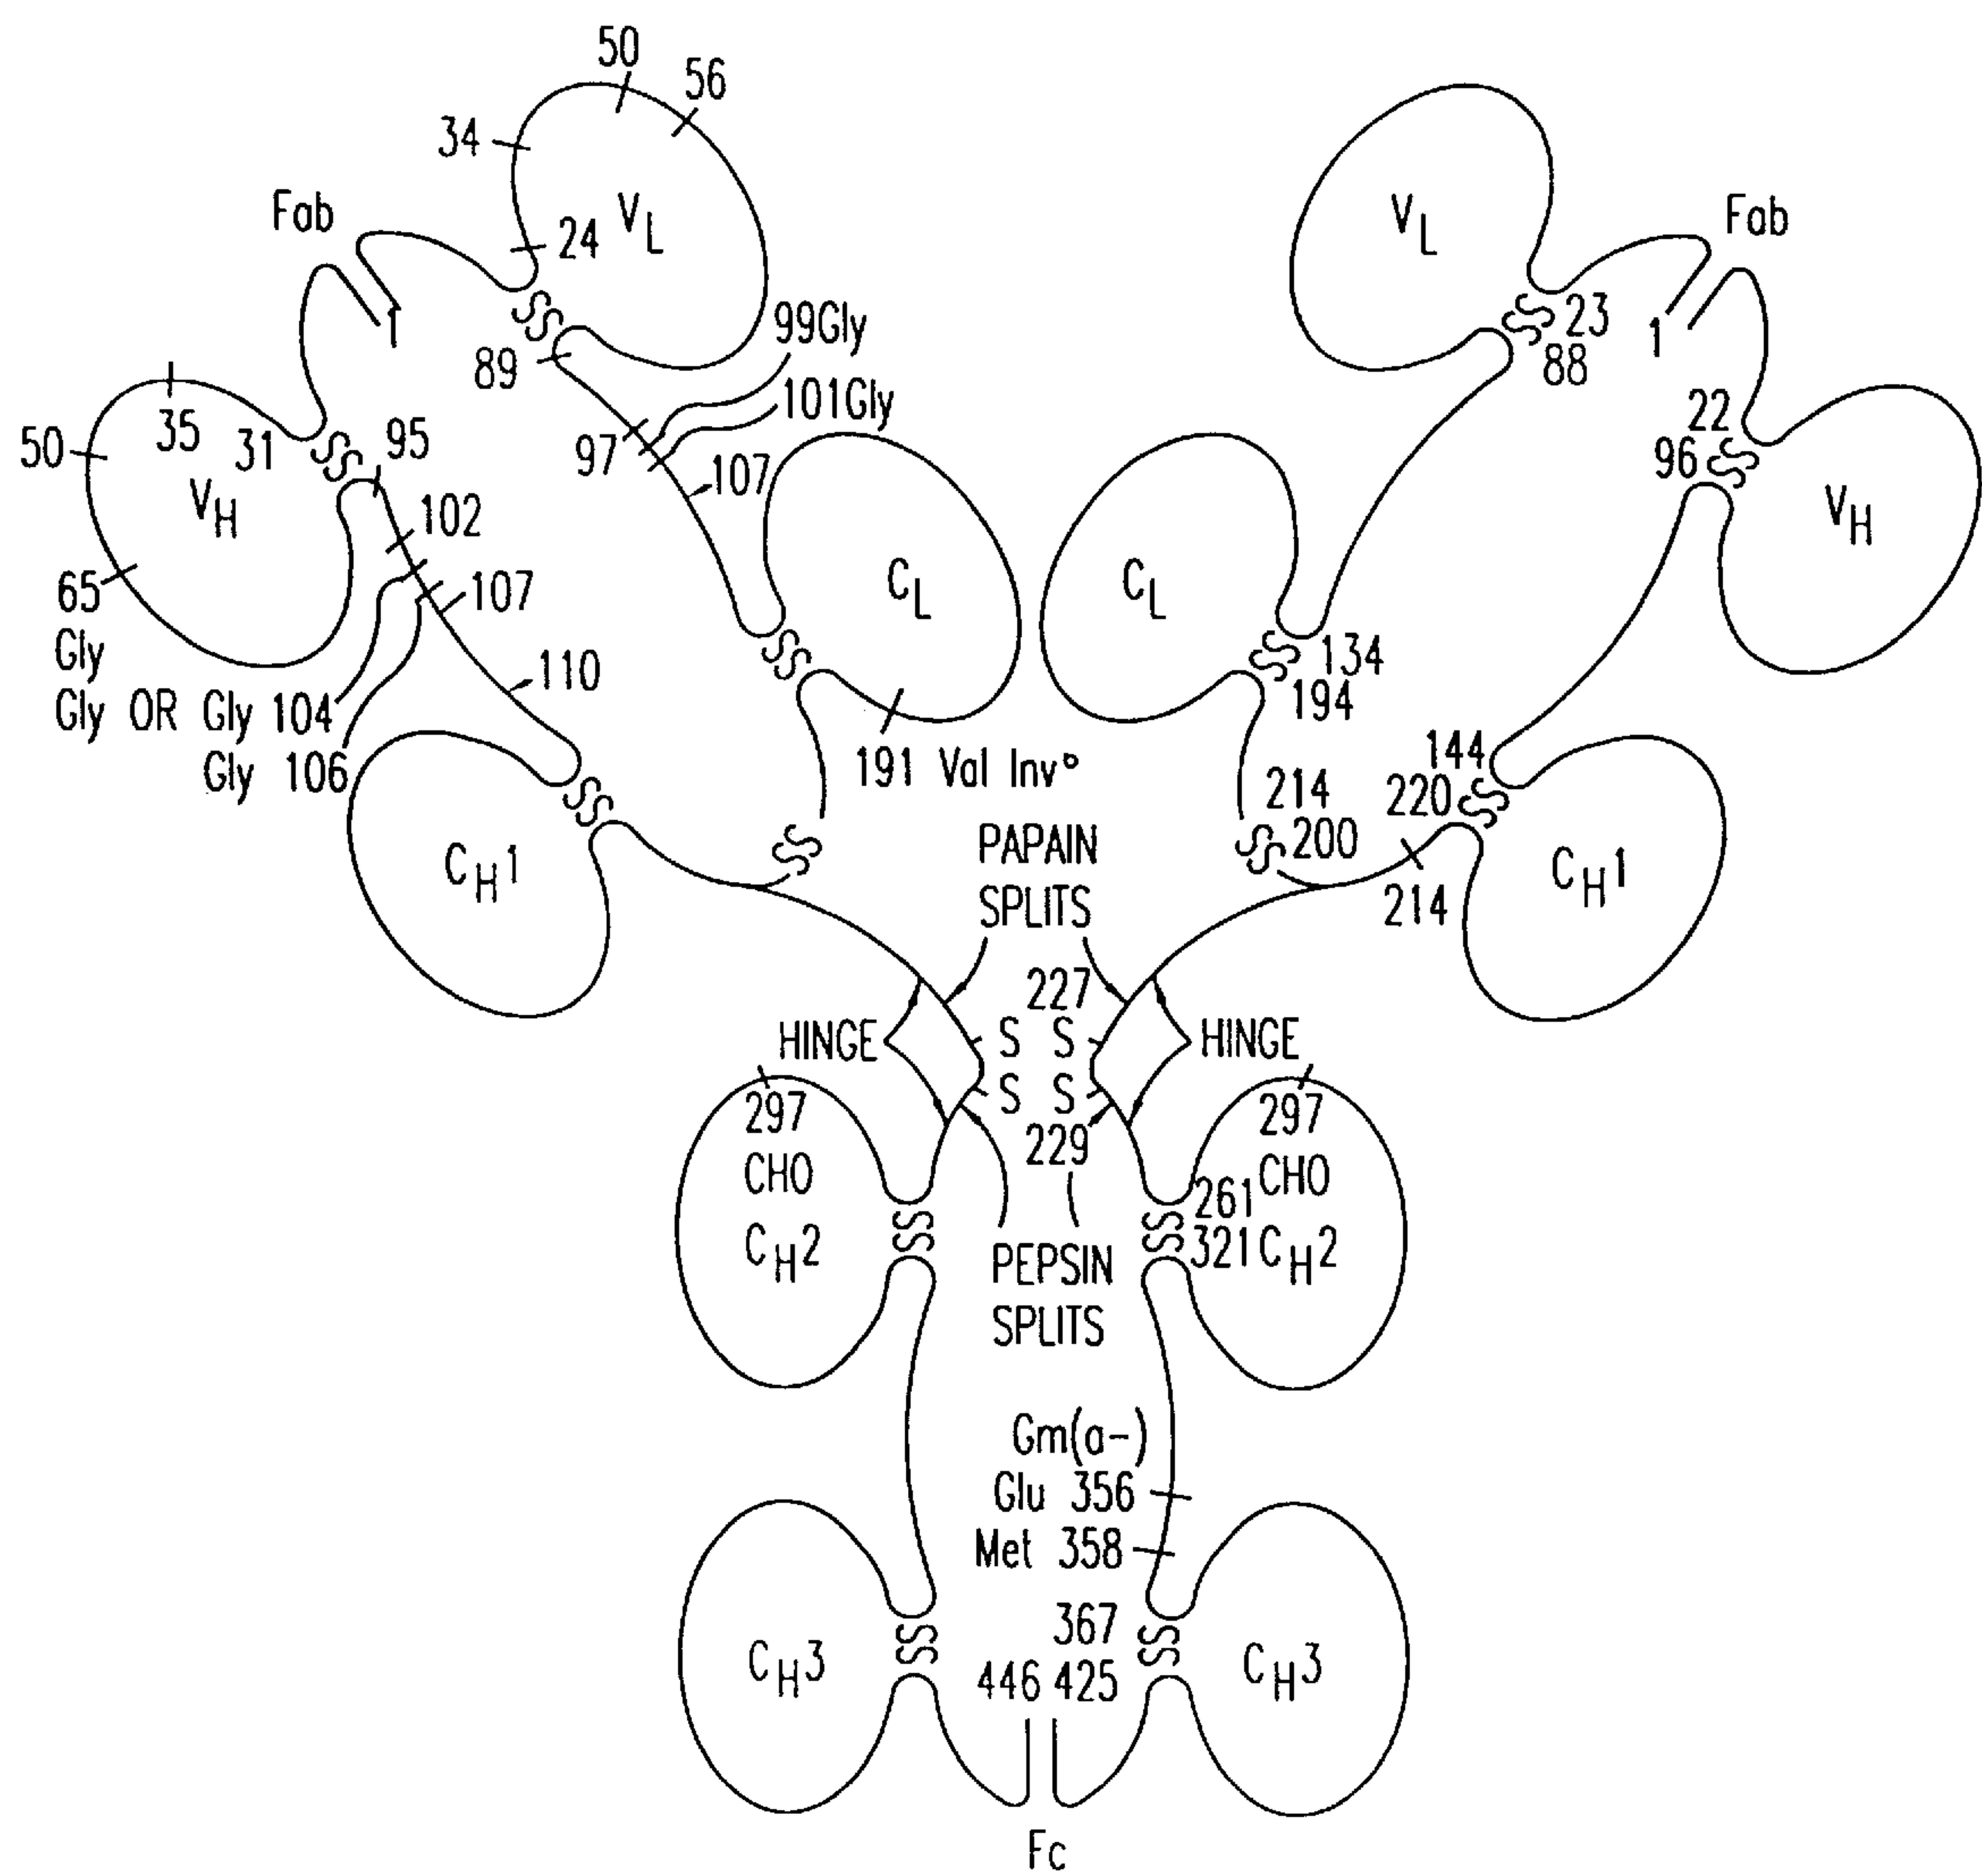 50
56
34
Fab
24
VL
VL
Fab
1
99Gly
23
1
89
88
101Gly
22
35
31
95
97
107
96
50
VH
102
VH
CL
CL
65
107
Gly
110
134
Gly OR Gly 104
194
Gly 106
191 Val Inv°
144
214
220
PAPAIN
200
CH1
CH1
SPLITS
214
227
HINGE
S S
HINGE
S S
297
229
297
CHO
261
CHO
CH2
321
CH2
PEPSIN
SPLITS
Gm(a-)
Glu 356
Met 358
367
CH3
446 425
CH3
Fc